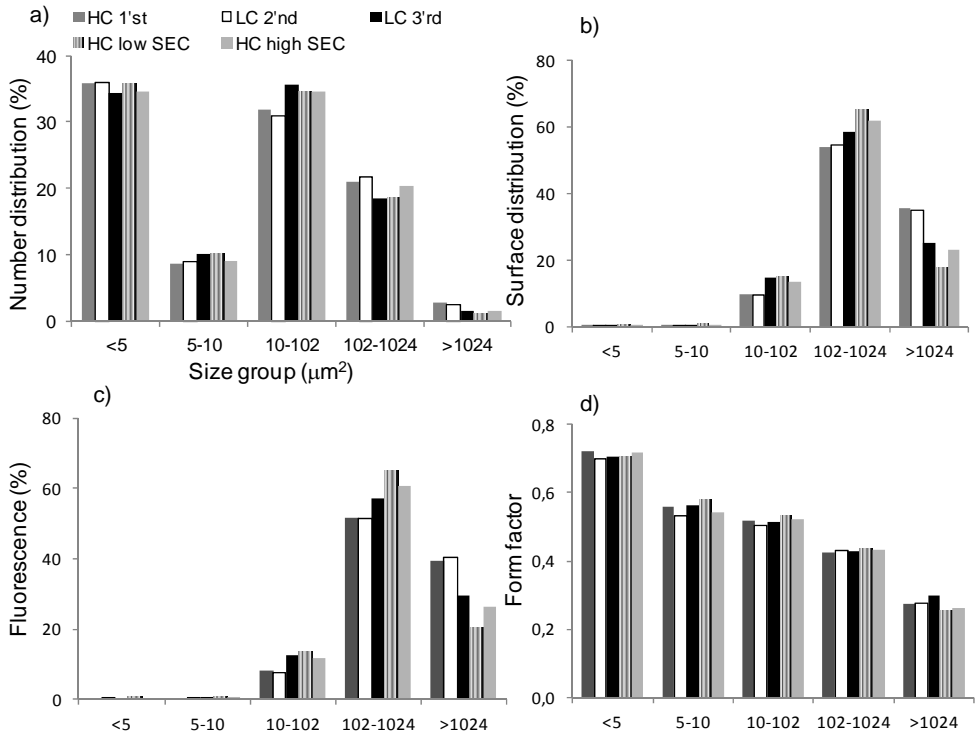 a)
HC 1'st LC 2'nd LC 3'rd
HC low SEC HC high SEC
Number distribution (%)
40
30
20
10
0
<5 5-10 10-102 102-1024 >1024
Size group (µm²)
b)
Surface distribution (%)
80
60
40
20
0
<5 5-10 10-102 102-1024 >1024
c)
Fluorescence (%)
80
60
40
20
0
<5 5-10 10-102 102-1024 >1024
d)
Form factor
0,8
0,6
0,4
0,2
0,0
<5 5-10 10-102 102-1024 >1024